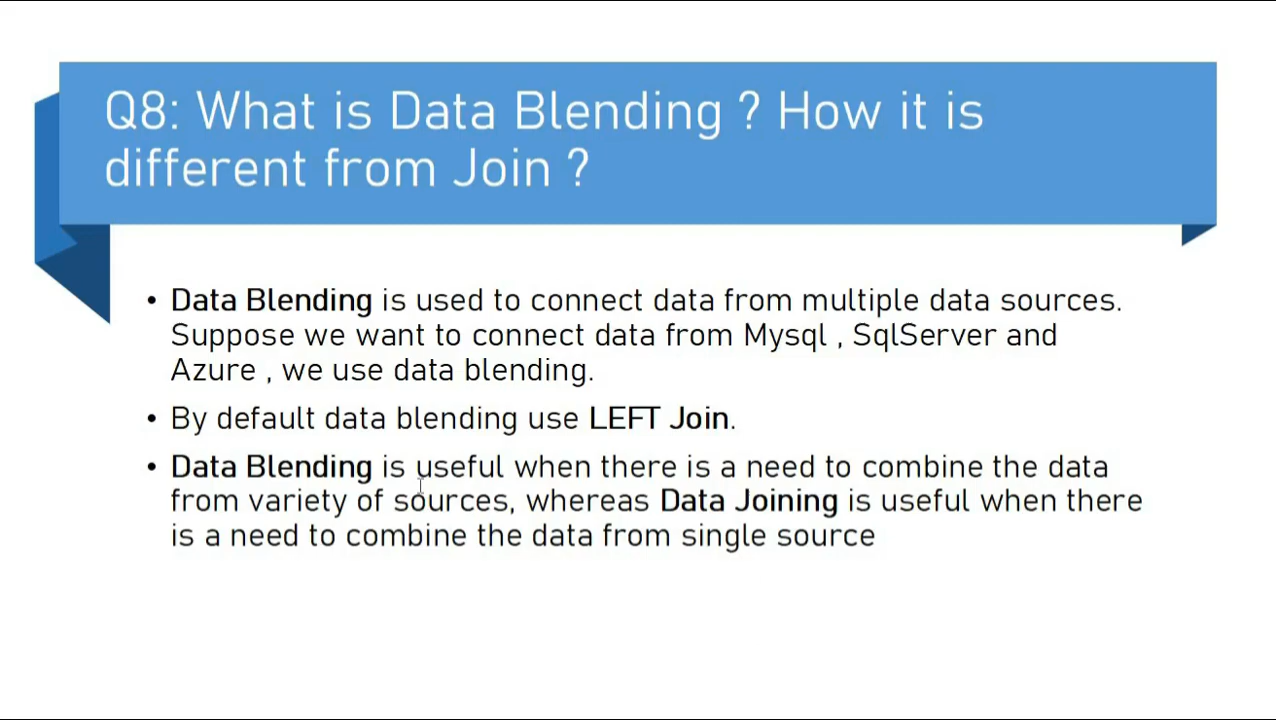 Q8: What is Data Blending ? How it is
different from Join ?
• Data Blending is used to connect data from multiple data sources.
Suppose we want to connect data from Mysql , SqlServer and
Azure , we use data blending.
• By default data blending use LEFT Join.
• Data Blending is useful when there is a need to combine the data
from variety of sources, whereas Data Joining is useful when there
is a need to combine the data from single source